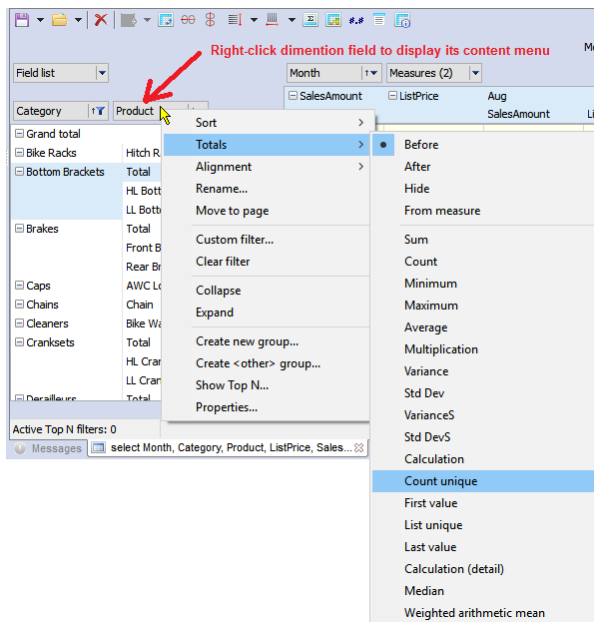 Right-click dimention field to display its content menu
Field list
Month
Measures (2)
SalesAmount
ListPrice
Aug
SalesAmount
Category
Product
Grand total
Bike Racks
Hitch R
Bottom Brackets
Total
HL Bott
LL Bott
Brakes
Total
Front B
Rear Br
Caps
AWC Lo
Chains
Chain
Cleaners
Bike Wa
Cranksets
Total
HL Cran
LL Cran
Derailleurs
Total
Active Top N filters: 0
Messages
select Month, Category, Product, ListPrice, Sales...
Sort
Totals
Alignment
Rename...
Move to page
Custom filter...
Clear filter
Collapse
Expand
Create new group...
Create <other> group...
Show Top N...
Properties...
Before
After
Hide
From measure
Sum
Count
Minimum
Maximum
Average
Multiplication
Variance
Std Dev
VarianceS
Std DevS
Calculation
Count unique
First value
List unique
Last value
Calculation (detail)
Median
Weighted arithmetic mean